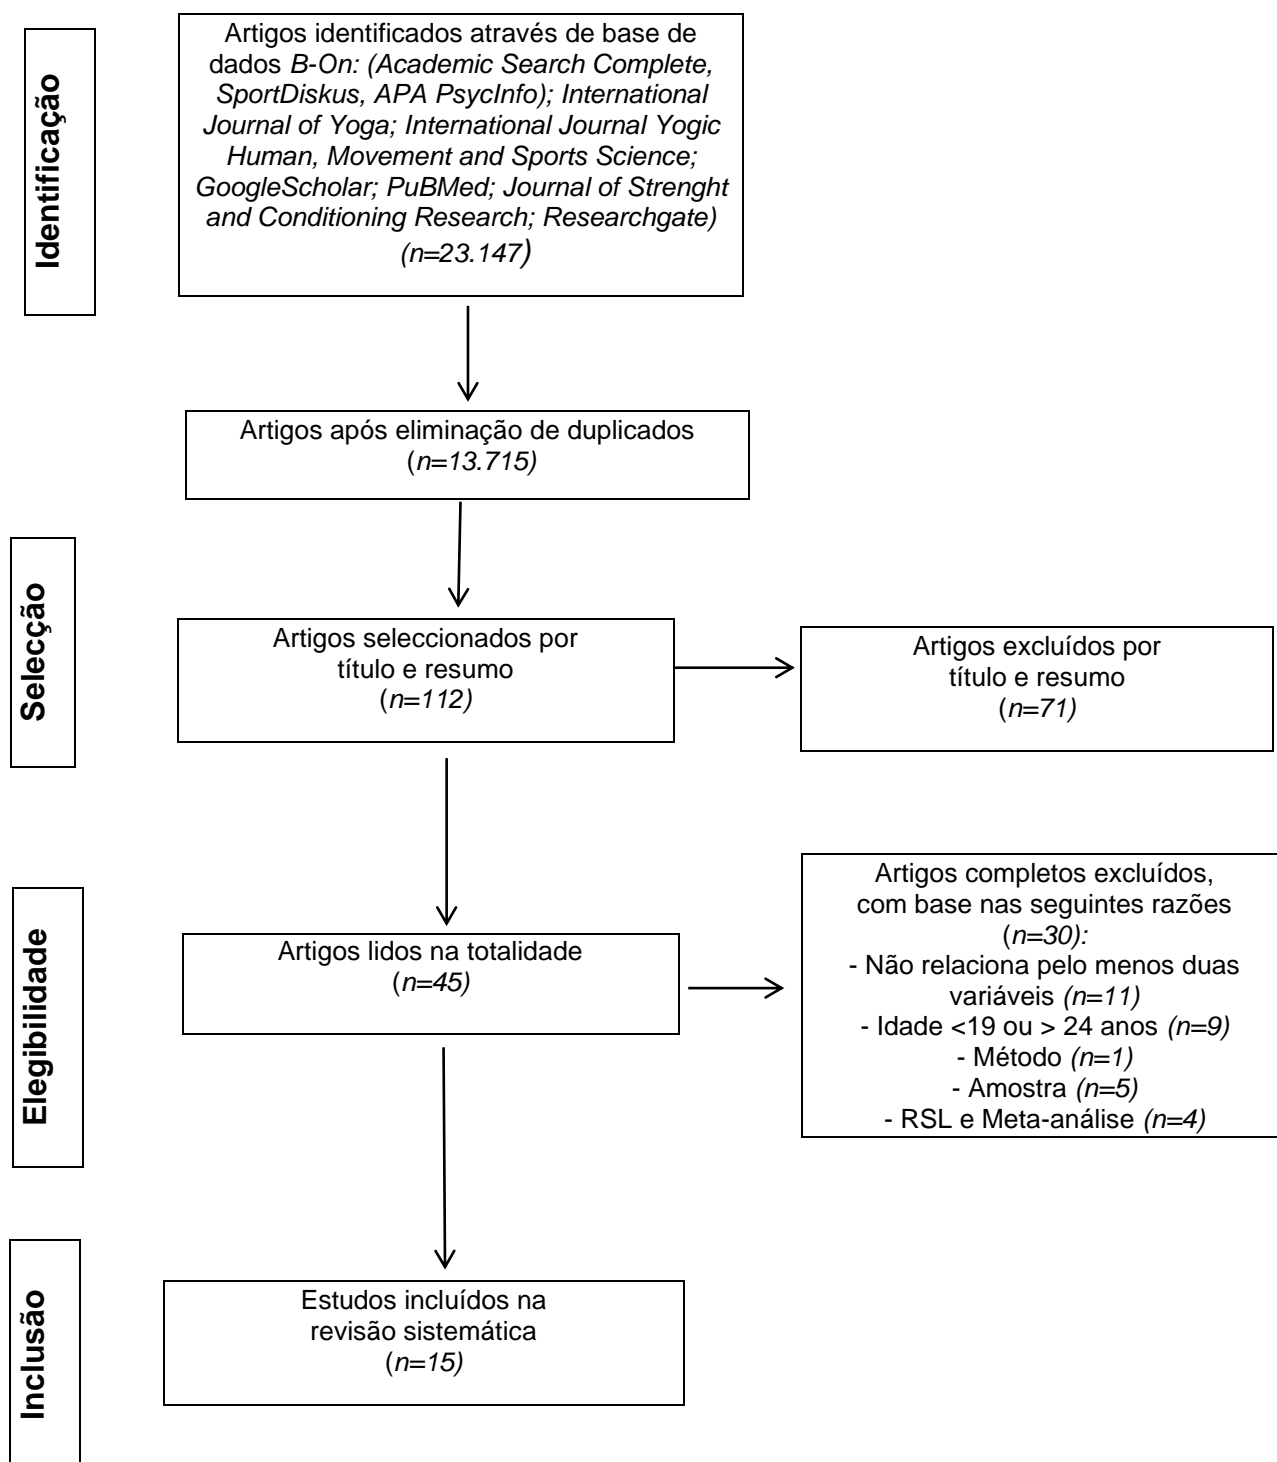 Identificação
Artigos identificados através de base de
dados B-On: (Academic Search Complete,
SportDiskus, APA PsycInfo); International
Journal of Yoga; International Journal Yogic
Human, Movement and Sports Science;
GoogleScholar; PuBMed; Journal of Strenght
and Conditioning Research; Researchgate)
(n=23.147)
Artigos após eliminação de duplicados
(n=13.715)
Selecção
Artigos seleccionados por
título e resumo
(n=112)
Artigos excluídos por
título e resumo
(n=71)
Elegibilidade
Artigos lidos na totalidade
(n=45)
Artigos completos excluídos,
com base nas seguintes razões
(n=30):
- Não relaciona pelo menos duas
variáveis (n=11)
- Idade <19 ou > 24 anos (n=9)
- Método (n=1)
- Amostra (n=5)
- RSL e Meta-análise (n=4)
Inclusão
Estudos incluídos na
revisão sistemática
(n=15)